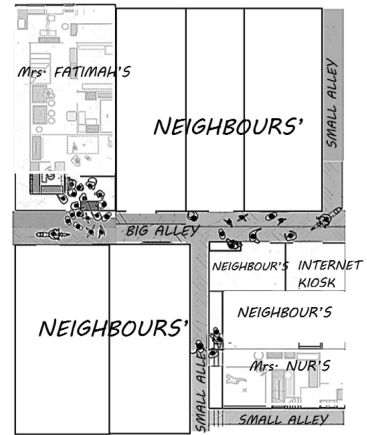 Mrs. FATIMAH'S
NEIGHBOURS'
SMALL ALLEY
BIG ALLEY
NEIGHBOUR'S
INTERNET
KIOSK
NEIGHBOUR'S
NEIGHBOURS'
Mrs. NUR'S
SMALL ALLEY
SMALL ALLEY